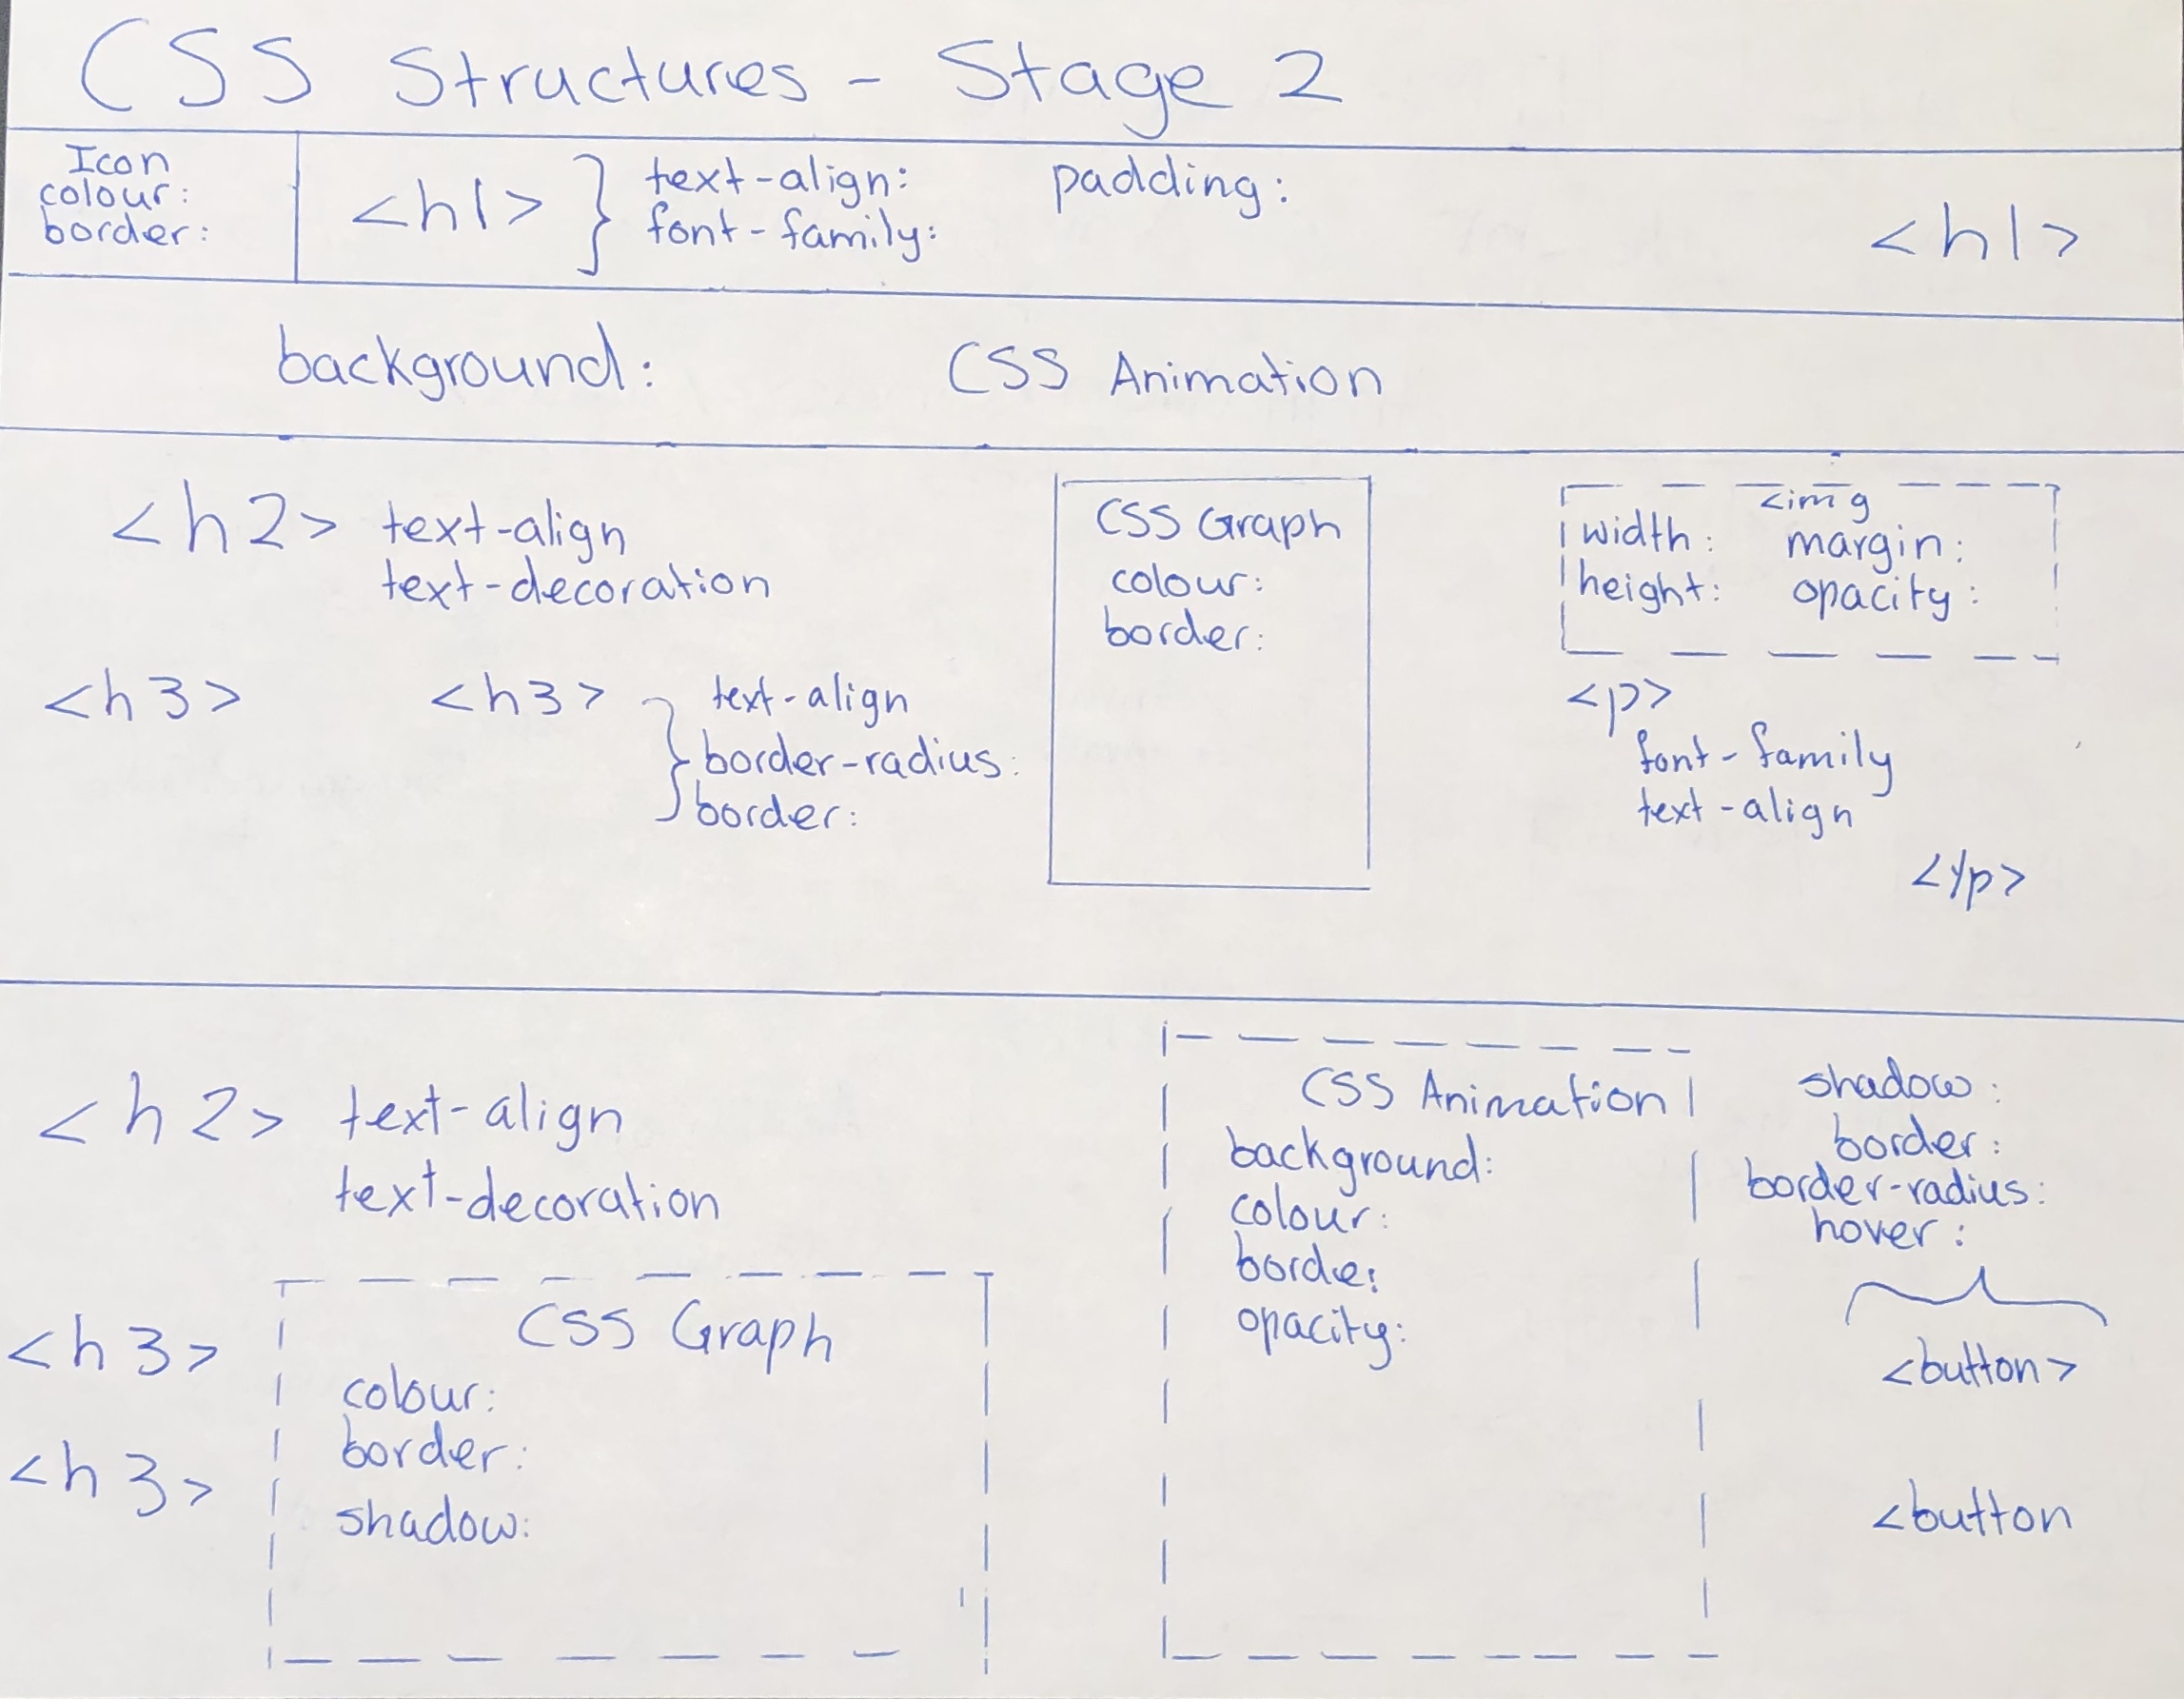 CSS Structures - Stage 2
Icon
colour:
border:
<h1> } text-align: padding:
font-family:
<h1>
background: CSS Animation
<h2> text-align
text-decoration
<h3> <h3> } text-align
border-radius:
border:
CSS Graph
colour:
border:
<img
width: margin:
height: opacity:
<p>
font-family
text-align
</p>
<h2> text-align
text-decoration
<h3>
<h3>
CSS Graph
colour:
border:
shadow:
CSS Animation
background:
colour:
borde:
opacity:
shadow:
border:
border-radius:
hover:
<button>
<button